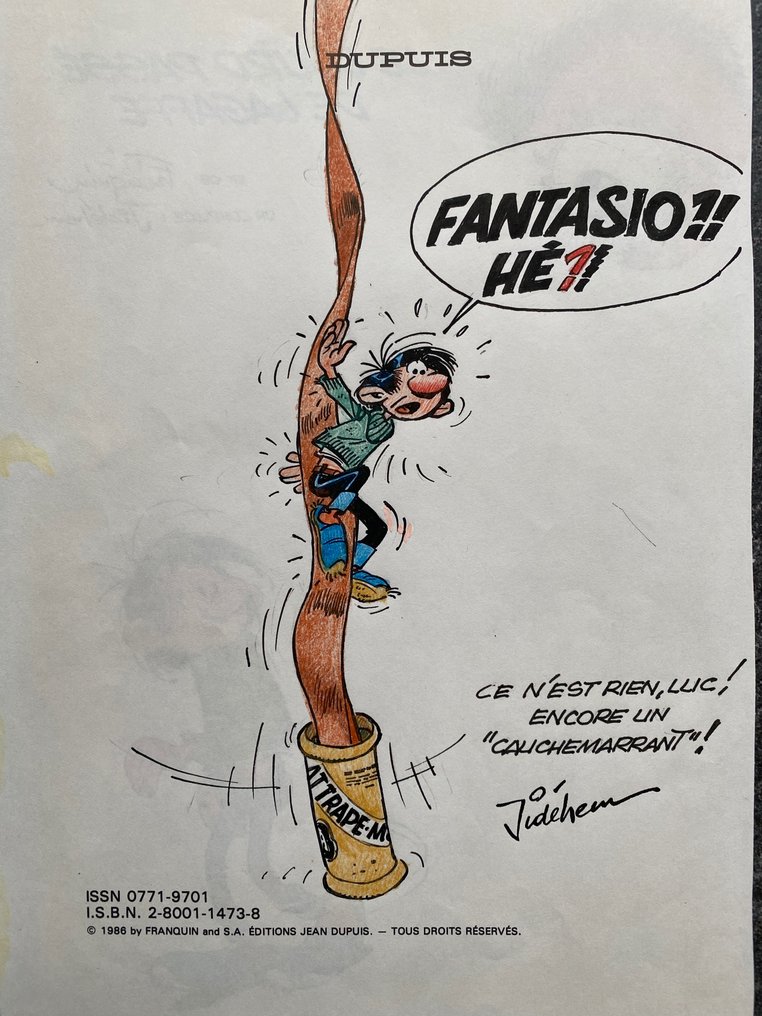 DUPUIS
FANTASIO?!!
HÉ?!!
CE N'EST RIEN, LUC!
ENCORE UN
"CAUCHEMARRANT"!
Jidéhem
ATTRAPE-M
ISSN 0771-9701
I.S.B.N. 2-8001-1473-8
© 1986 by FRANQUIN and S.A. ÉDITIONS JEAN DUPUIS. — TOUS DROITS RÉSERVÉS.